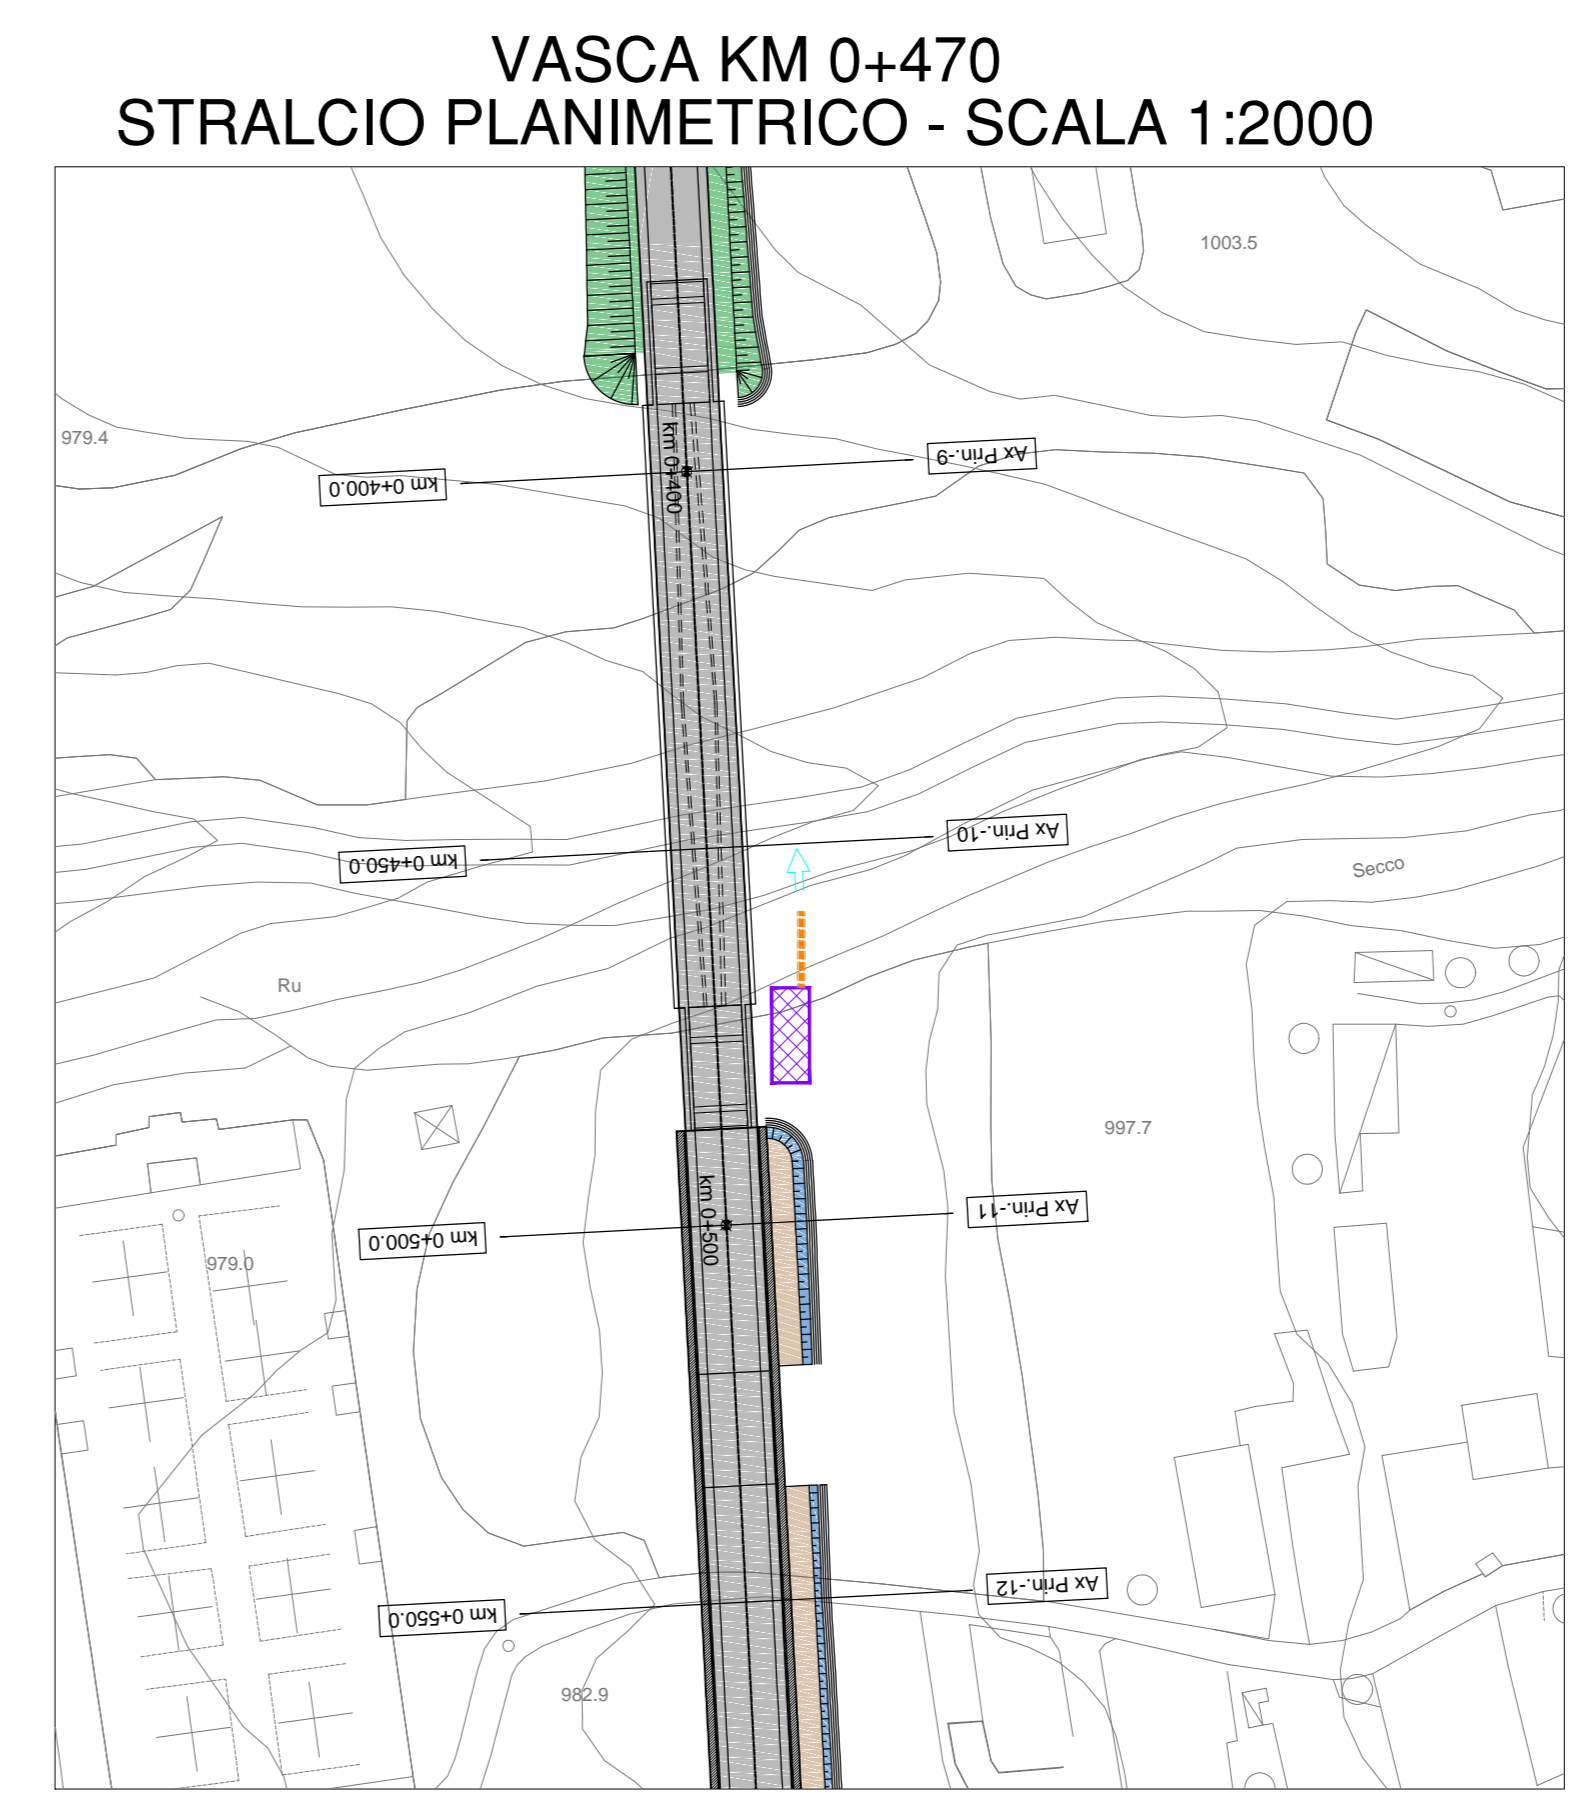 VASCA KM 0+470
STRALCIO PLANIMETRICO - SCALA 1:2000
1003.5
979.4
km 0+400
Ax Prin.-9
km 0+400.0
Ax Prin.-10
km 0+450.0
Secco
Ru
997.7
km 0+500
Ax Prin.-11
km 0+500.0
979.0
Ax Prin.-12
km 0+550.0
982.9